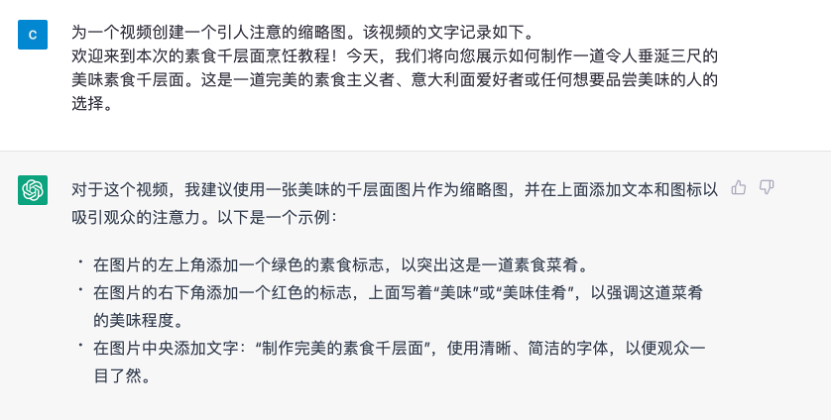 C
为一个视频创建一个引人注意的缩略图。该视频的文字记录如下。
欢迎来到本次的素食千层面烹饪教程！今天，我们将向您展示如何制作一道令人垂涎三尺的
美味素食千层面。这是一道完美的素食主义者、意大利面爱好者或任何想要品尝美味的人的
选择。
对于这个视频，我建议使用一张美味的千层面图片作为缩略图，并在上面添加文本和图标以
吸引观众的注意力。以下是一个示例：
• 在图片的左上角添加一个绿色的素食标志，以突出这是一道素食菜肴。
• 在图片的右下角添加一个红色的标志，上面写着“美味”或“美味佳肴”，以强调这道菜肴
的美味程度。
• 在图片中央添加文字：“制作完美的素食千层面”，使用清晰、简洁的字体，以便观众一
目了然。